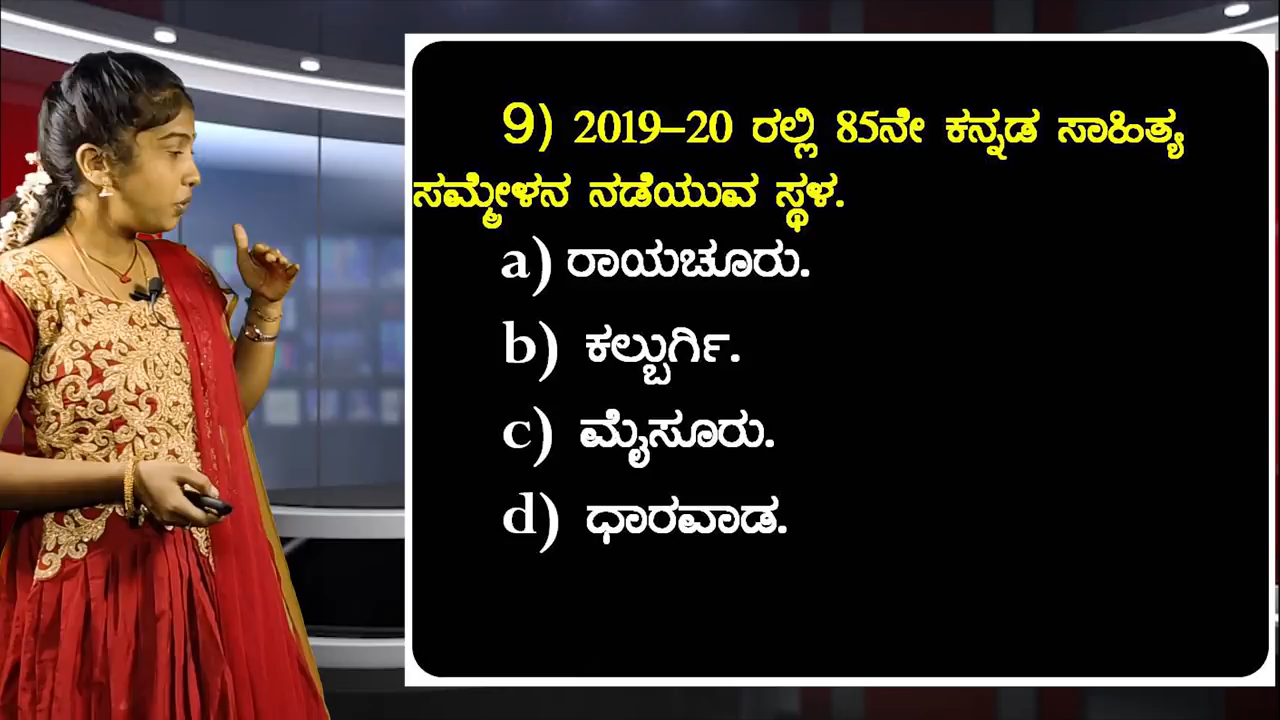 9) 2019–20 ರಲ್ಲಿ 85ನೇ ಕನ್ನಡ ಸಾಹಿತ್ಯ
ಸಮ್ಮೇಳನ ನಡೆಯುವ ಸ್ಥಳ.
a) ರಾಯಚೂರು.
b) ಕಲ್ಬುರ್ಗಿ.
c) ಮೈಸೂರು.
d) ಧಾರವಾಡ.